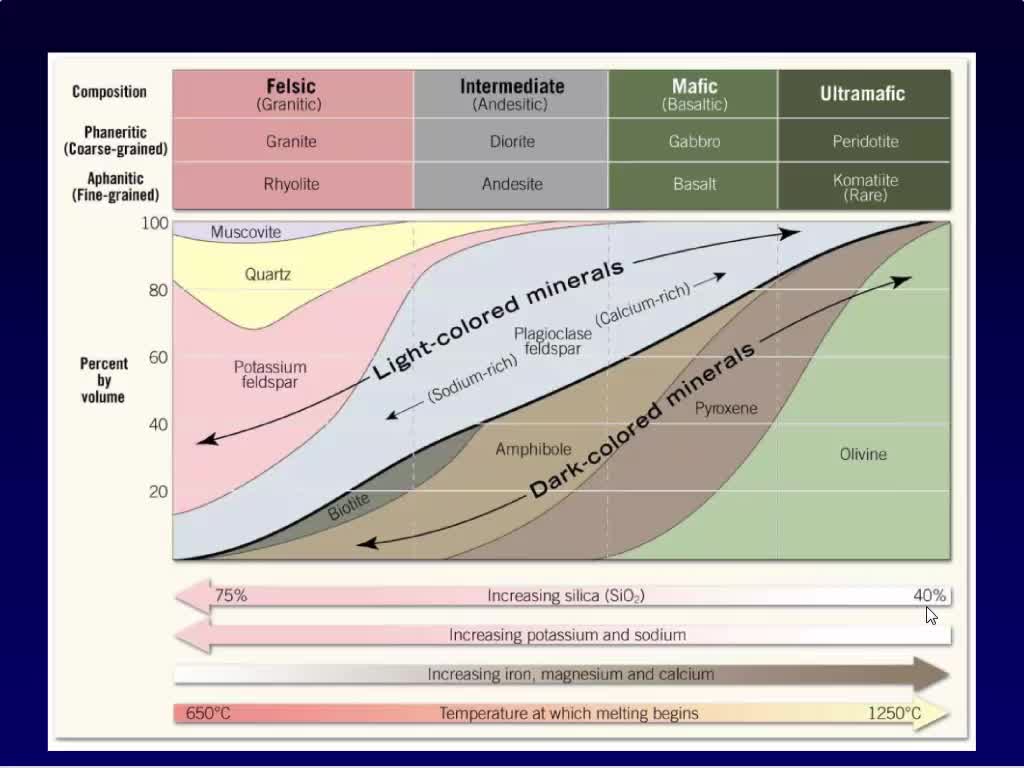 Composition
Felsic
(Granitic)
Intermediate
(Andesitic)
Mafic
(Basaltic)
Ultramafic
Phaneritic
(Coarse-grained)
Granite
Diorite
Gabbro
Peridotite
Aphanitic
(Fine-grained)
Rhyolite
Andesite
Basalt
Komatiite
(Rare)
100
80
60
40
20
Percent
by
volume
Muscovite
Quartz
Potassium
feldspar
Light-colored minerals
Plagioclase
feldspar
(Calcium-rich)
(Sodium-rich)
Dark-colored minerals
Pyroxene
Amphibole
Biotite
Olivine
75% Increasing silica (SiO₂) 40%
Increasing potassium and sodium
Increasing iron, magnesium and calcium
650°C Temperature at which melting begins 1250°C